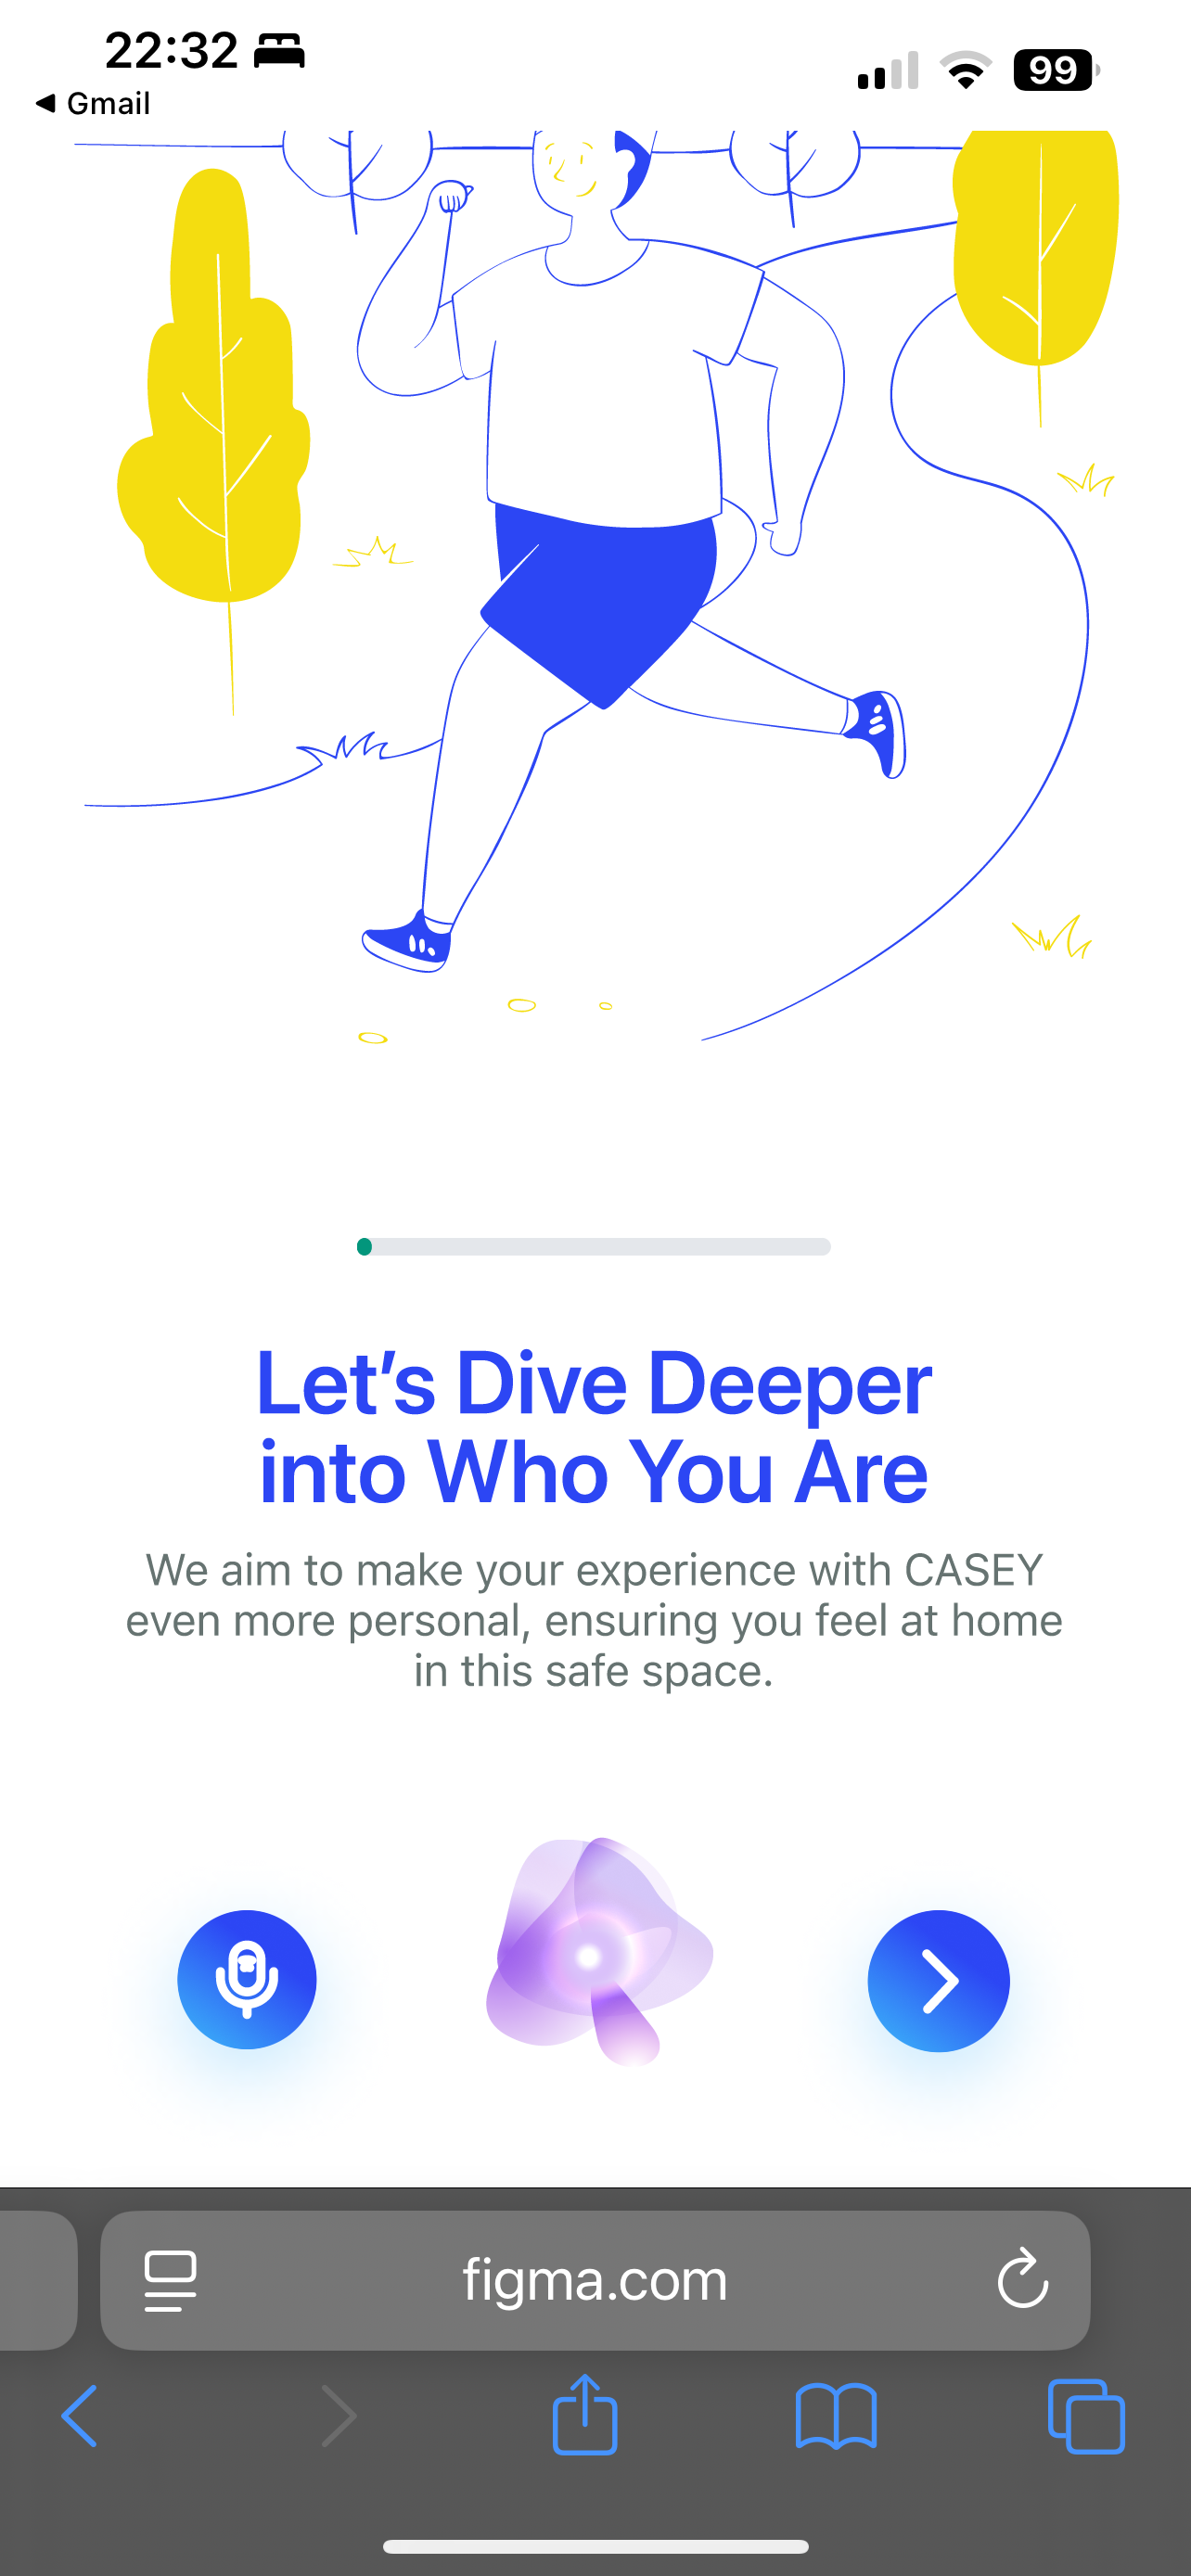 22:32
99
◀ Gmail
Let's Dive Deeper
into Who You Are
We aim to make your experience with CASEY
even more personal, ensuring you feel at home
in this safe space.
figma.com